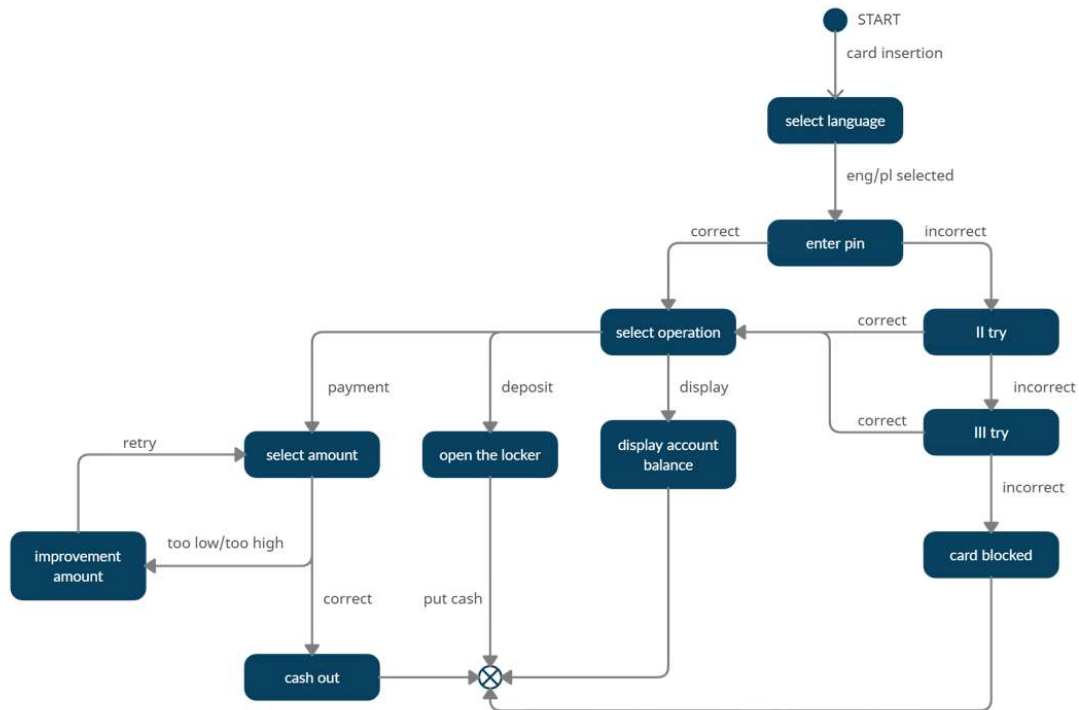 START
card insertion
select language
eng/pl selected
correct
enter pin
incorrect
select operation
correct
II try
payment
deposit
display
incorrect
retry
select amount
open the locker
display account
balance
correct
III try
incorrect
improvement
amount
too low/too high
card blocked
correct
put cash
cash out